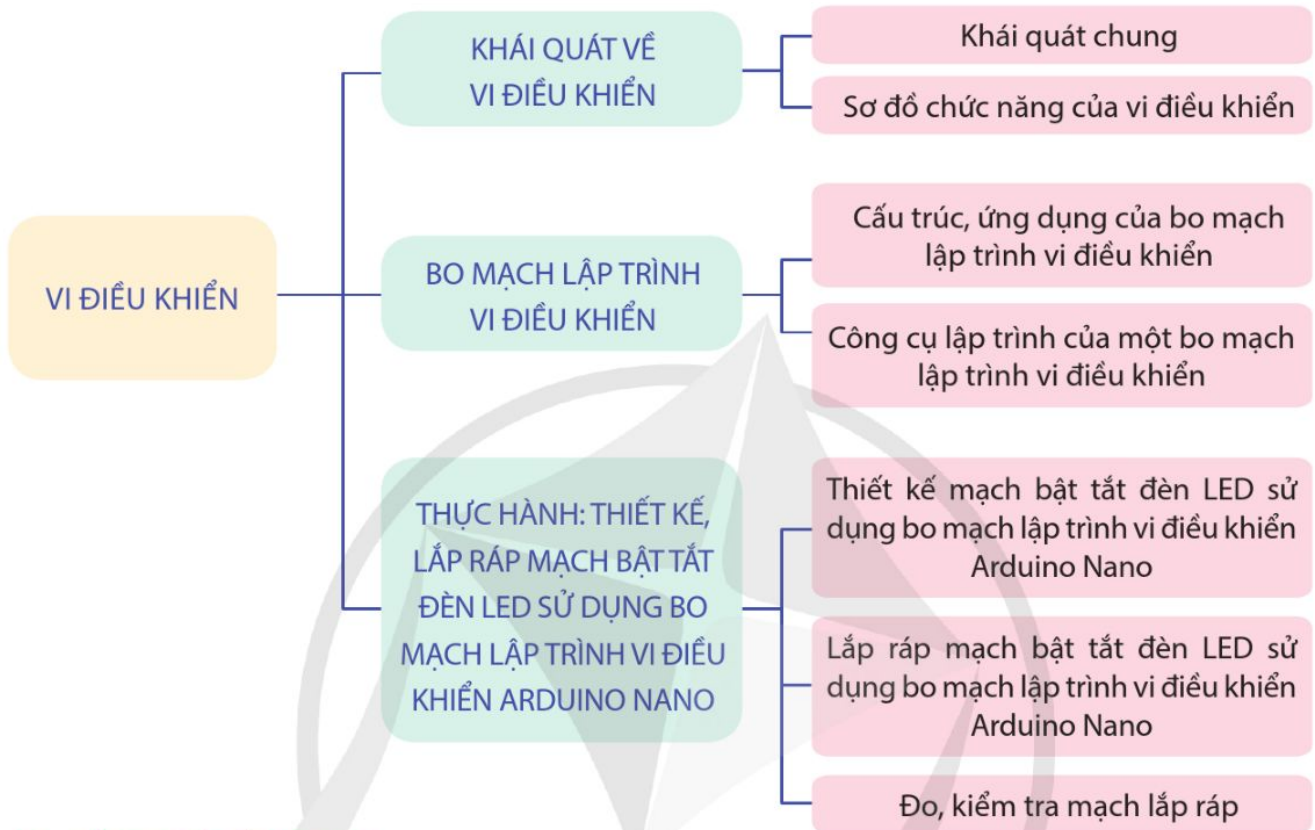 VI ĐIỀU KHIỂN
KHÁI QUÁT VỀ
VI ĐIỀU KHIỂN
Khái quát chung
Sơ đồ chức năng của vi điều khiển
BO MẠCH LẬP TRÌNH
VI ĐIỀU KHIỂN
Cấu trúc, ứng dụng của bo mạch
lập trình vi điều khiển
Công cụ lập trình của một bo mạch
lập trình vi điều khiển
THỰC HÀNH: THIẾT KẾ,
LẮP RÁP MẠCH BẬT TẮT
ĐÈN LED SỬ DỤNG BO
MẠCH LẬP TRÌNH VI ĐIỀU
KHIỂN ARDUINO NANO
Thiết kế mạch bật tắt đèn LED sử
dụng bo mạch lập trình vi điều khiển
Arduino Nano
Lắp ráp mạch bật tắt đèn LED sử
dụng bo mạch lập trình vi điều khiển
Arduino Nano
Đo, kiểm tra mạch lắp ráp